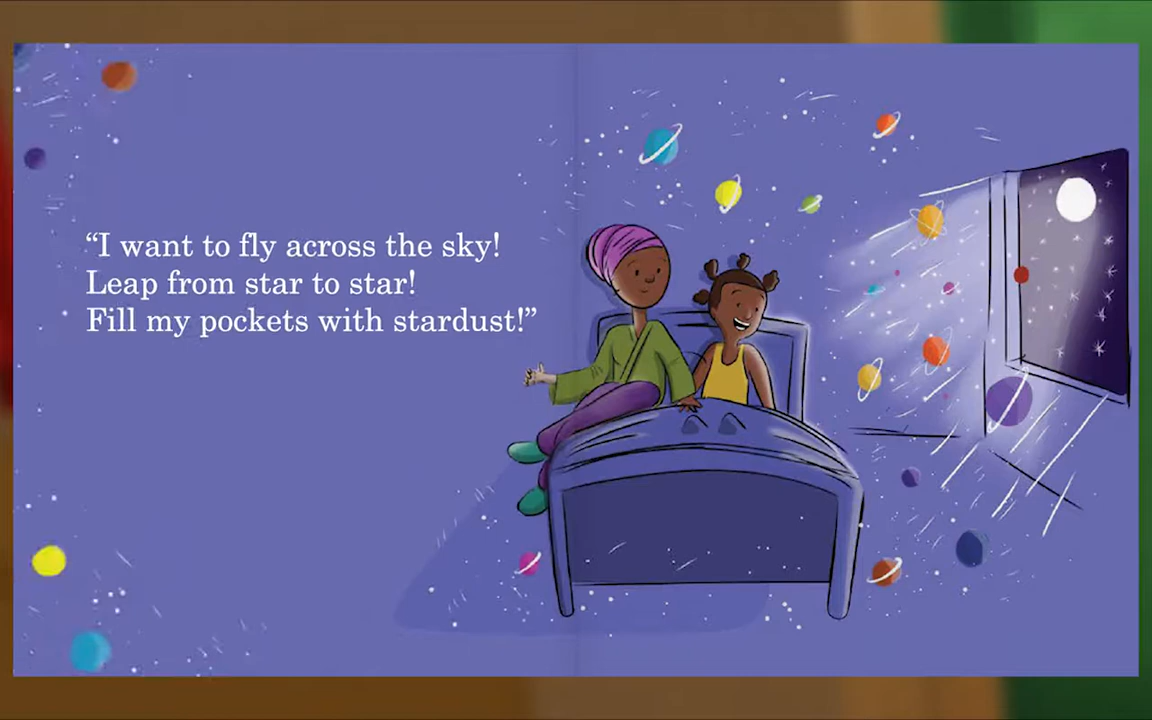 “I want to fly across the sky!
Leap from star to star!
Fill my pockets with stardust!”